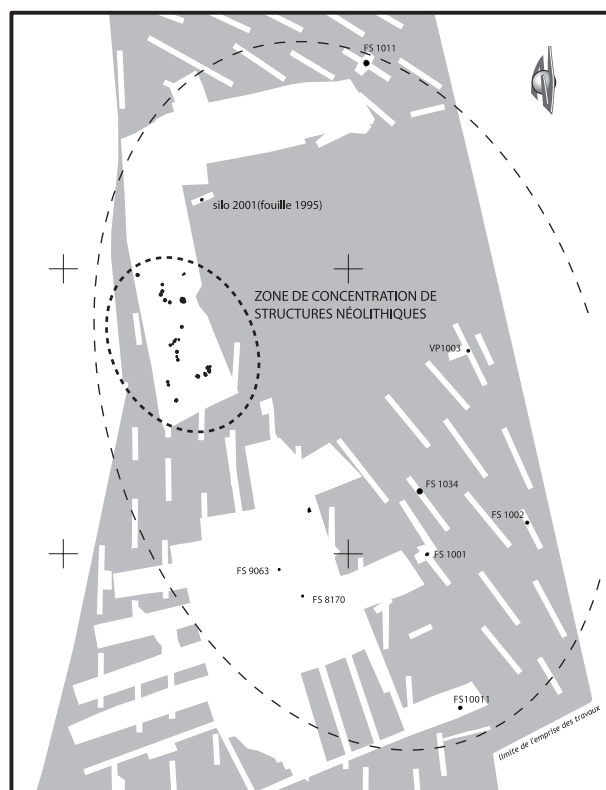 FS 1011
silo 2001(fouille 1995)
ZONE DE CONCENTRATION DE
STRUCTURES NÉOLITHIQUES
VP1003
FS 1034
FS 1002
FS 1001
FS 9063
FS 8170
FS10011
limite de l'emprise des travaux